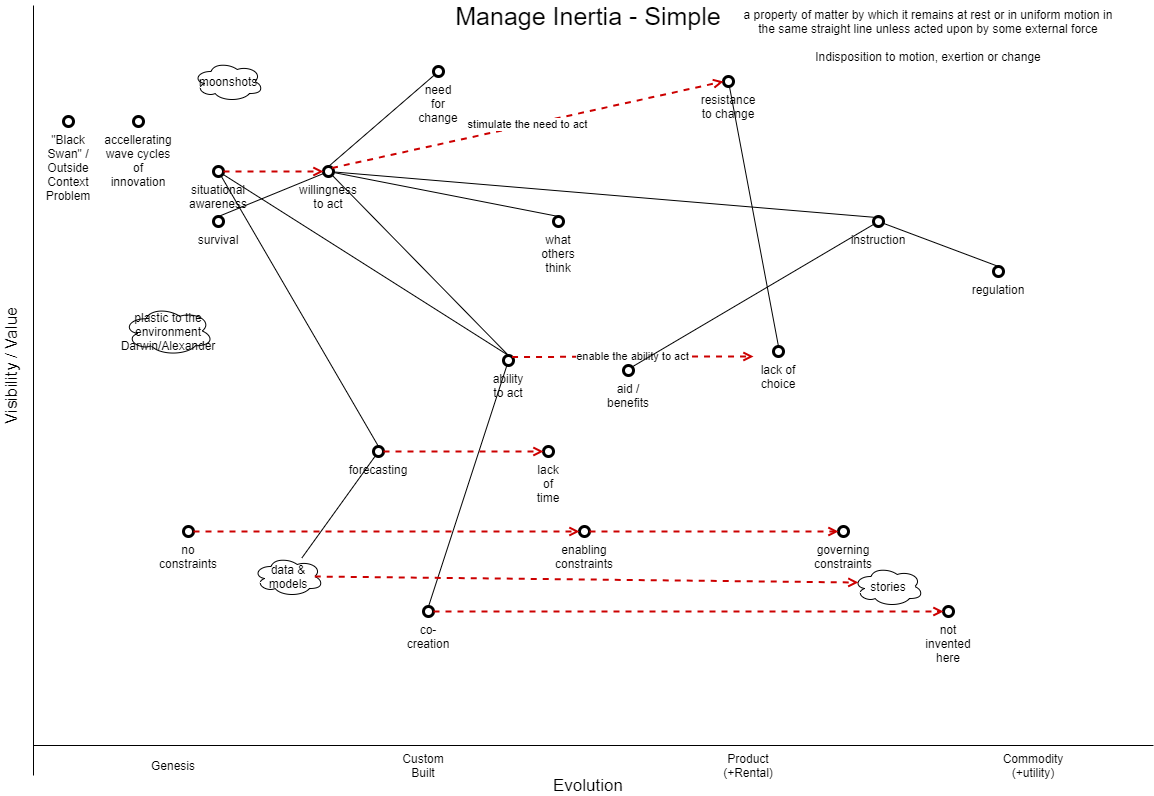 Manage Inertia - Simple
a property of matter by which it remains at rest or in uniform motion in
the same straight line unless acted upon by some external force
Indisposition to motion, exertion or change
moonshots
need
for
change
resistance
to change
stimulate the need to act
"Black
Swan" /
Outside
Context
Problem
accellerating
wave cycles
of
innovation
situational
awareness
willingness
to act
survival
what
others
think
instruction
regulation
plastic to the
environment
Darwin/Alexander
enable the ability to act
ability
to act
aid /
benefits
lack of
choice
forecasting
lack
of
time
no
constraints
enabling
constraints
governing
constraints
data &
models
stories
co-
creation
not
invented
here
Visibility / Value
Genesis
Custom
Built
Product
(+Rental)
Commodity
(+utility)
Evolution